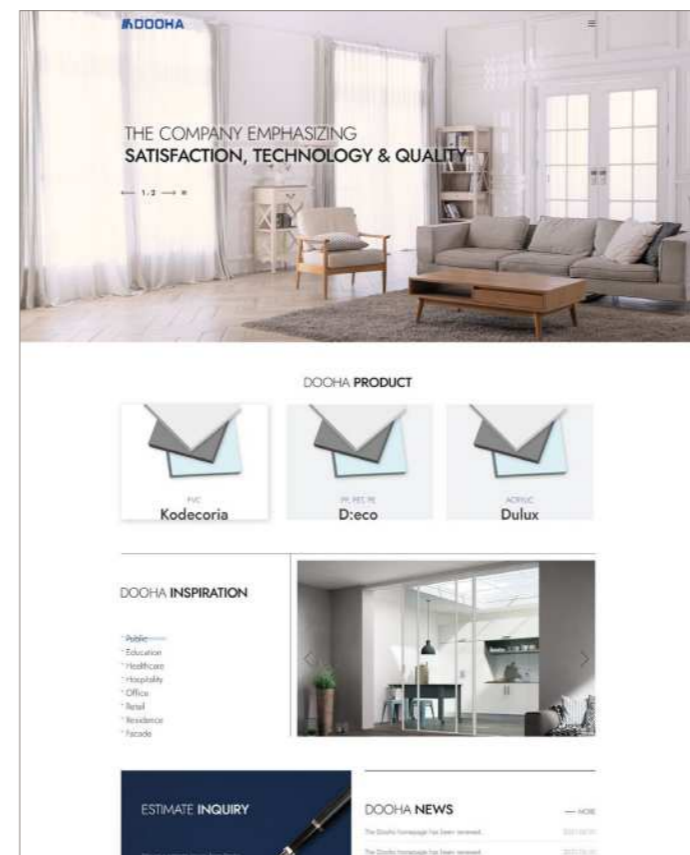 DOOHA
THE COMPANY EMPHASIZING
SATISFACTION, TECHNOLOGY & QUALITY
1 / 2
DOOHA PRODUCT
PVC
Kodecoria
PP, PET, PE
D:eco
ACRYLIC
Dulux
DOOHA INSPIRATION
Public
Education
Healthcare
Hospitality
Office
Retail
Residence
Facade
ESTIMATE INQUIRY
DOOHA NEWS
MORE
The Dooha homepage has been renewed.
The Dooha homepage has been renewed.